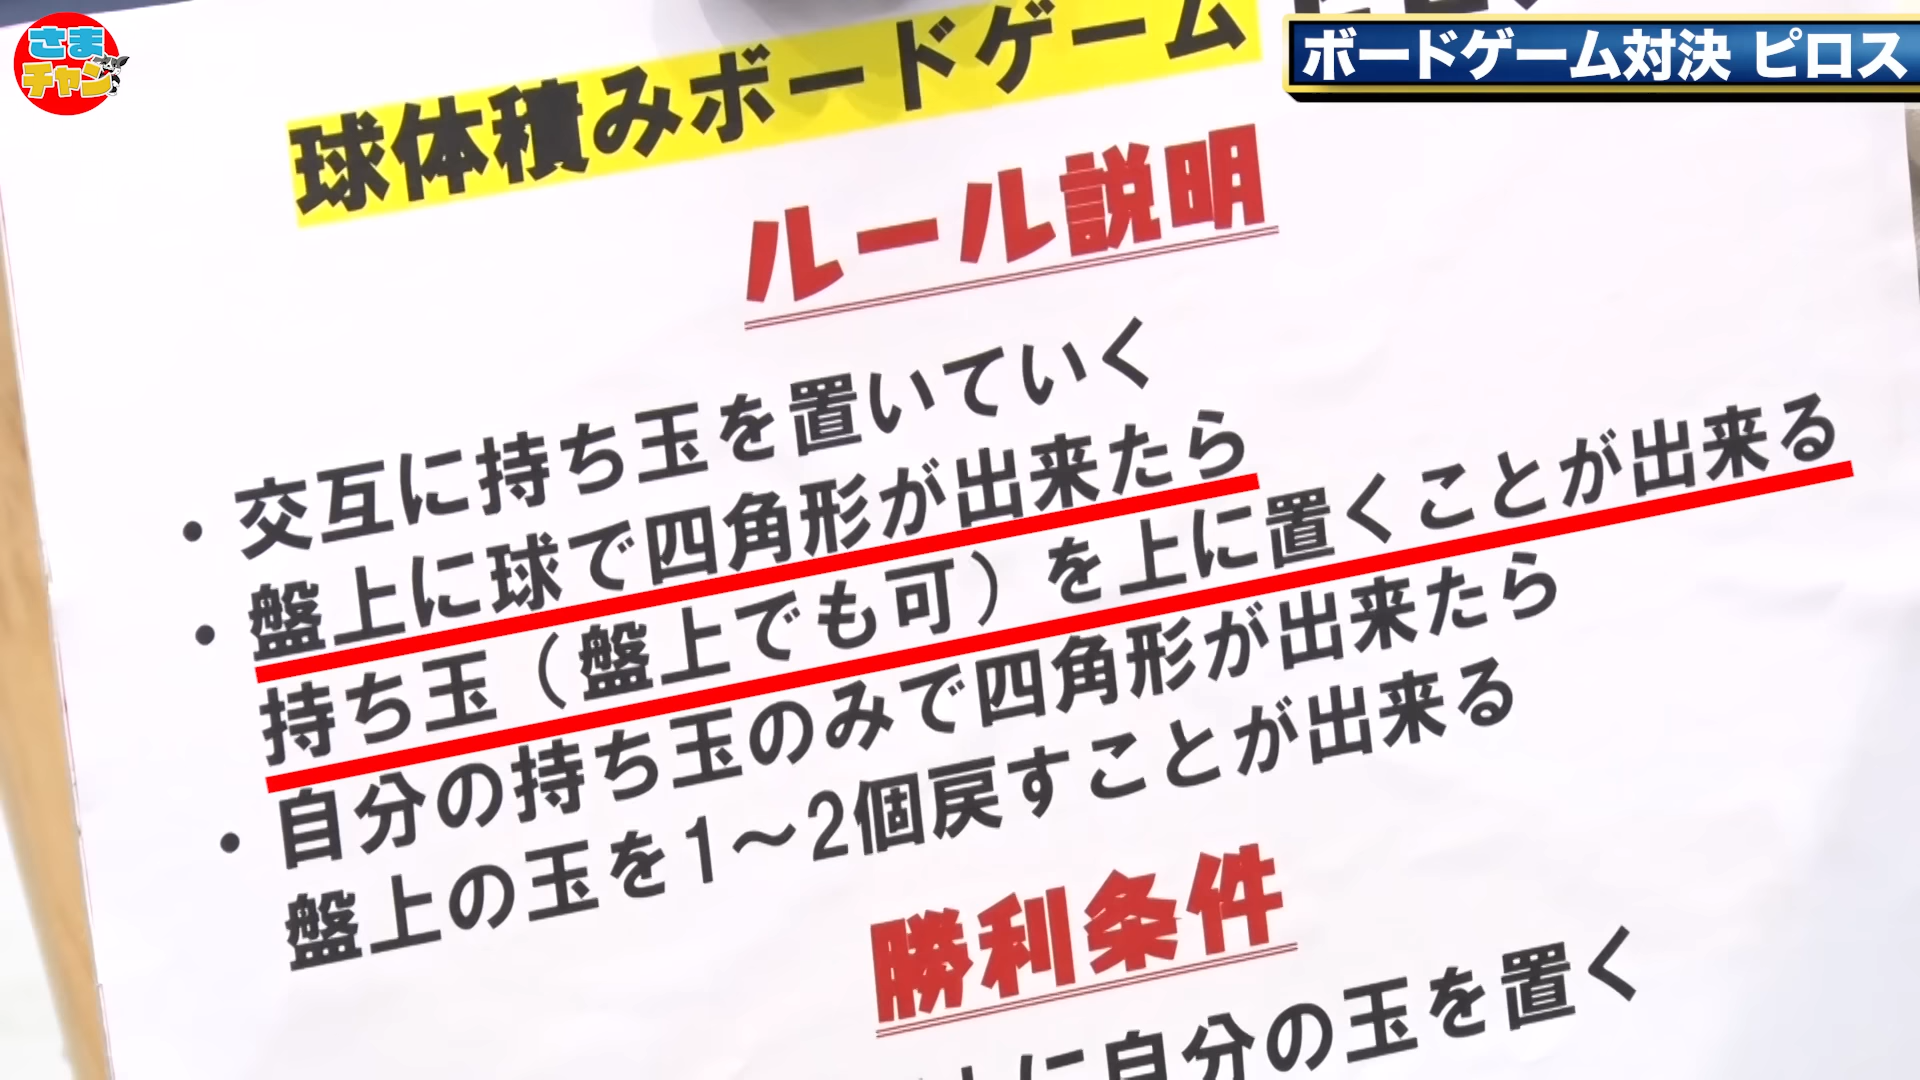 さま
チャン
ボードゲーム対決 ピロス
球体積みボードゲーム
ルール説明
・交互に持ち玉を置いていく
・盤上に球で四角形が出来たら
持ち玉（盤上でも可）を上に置くことが出来る
・自分の持ち玉のみで四角形が出来たら
盤上の玉を1～2個戻すことが出来る
勝利条件
に自分の玉を置く